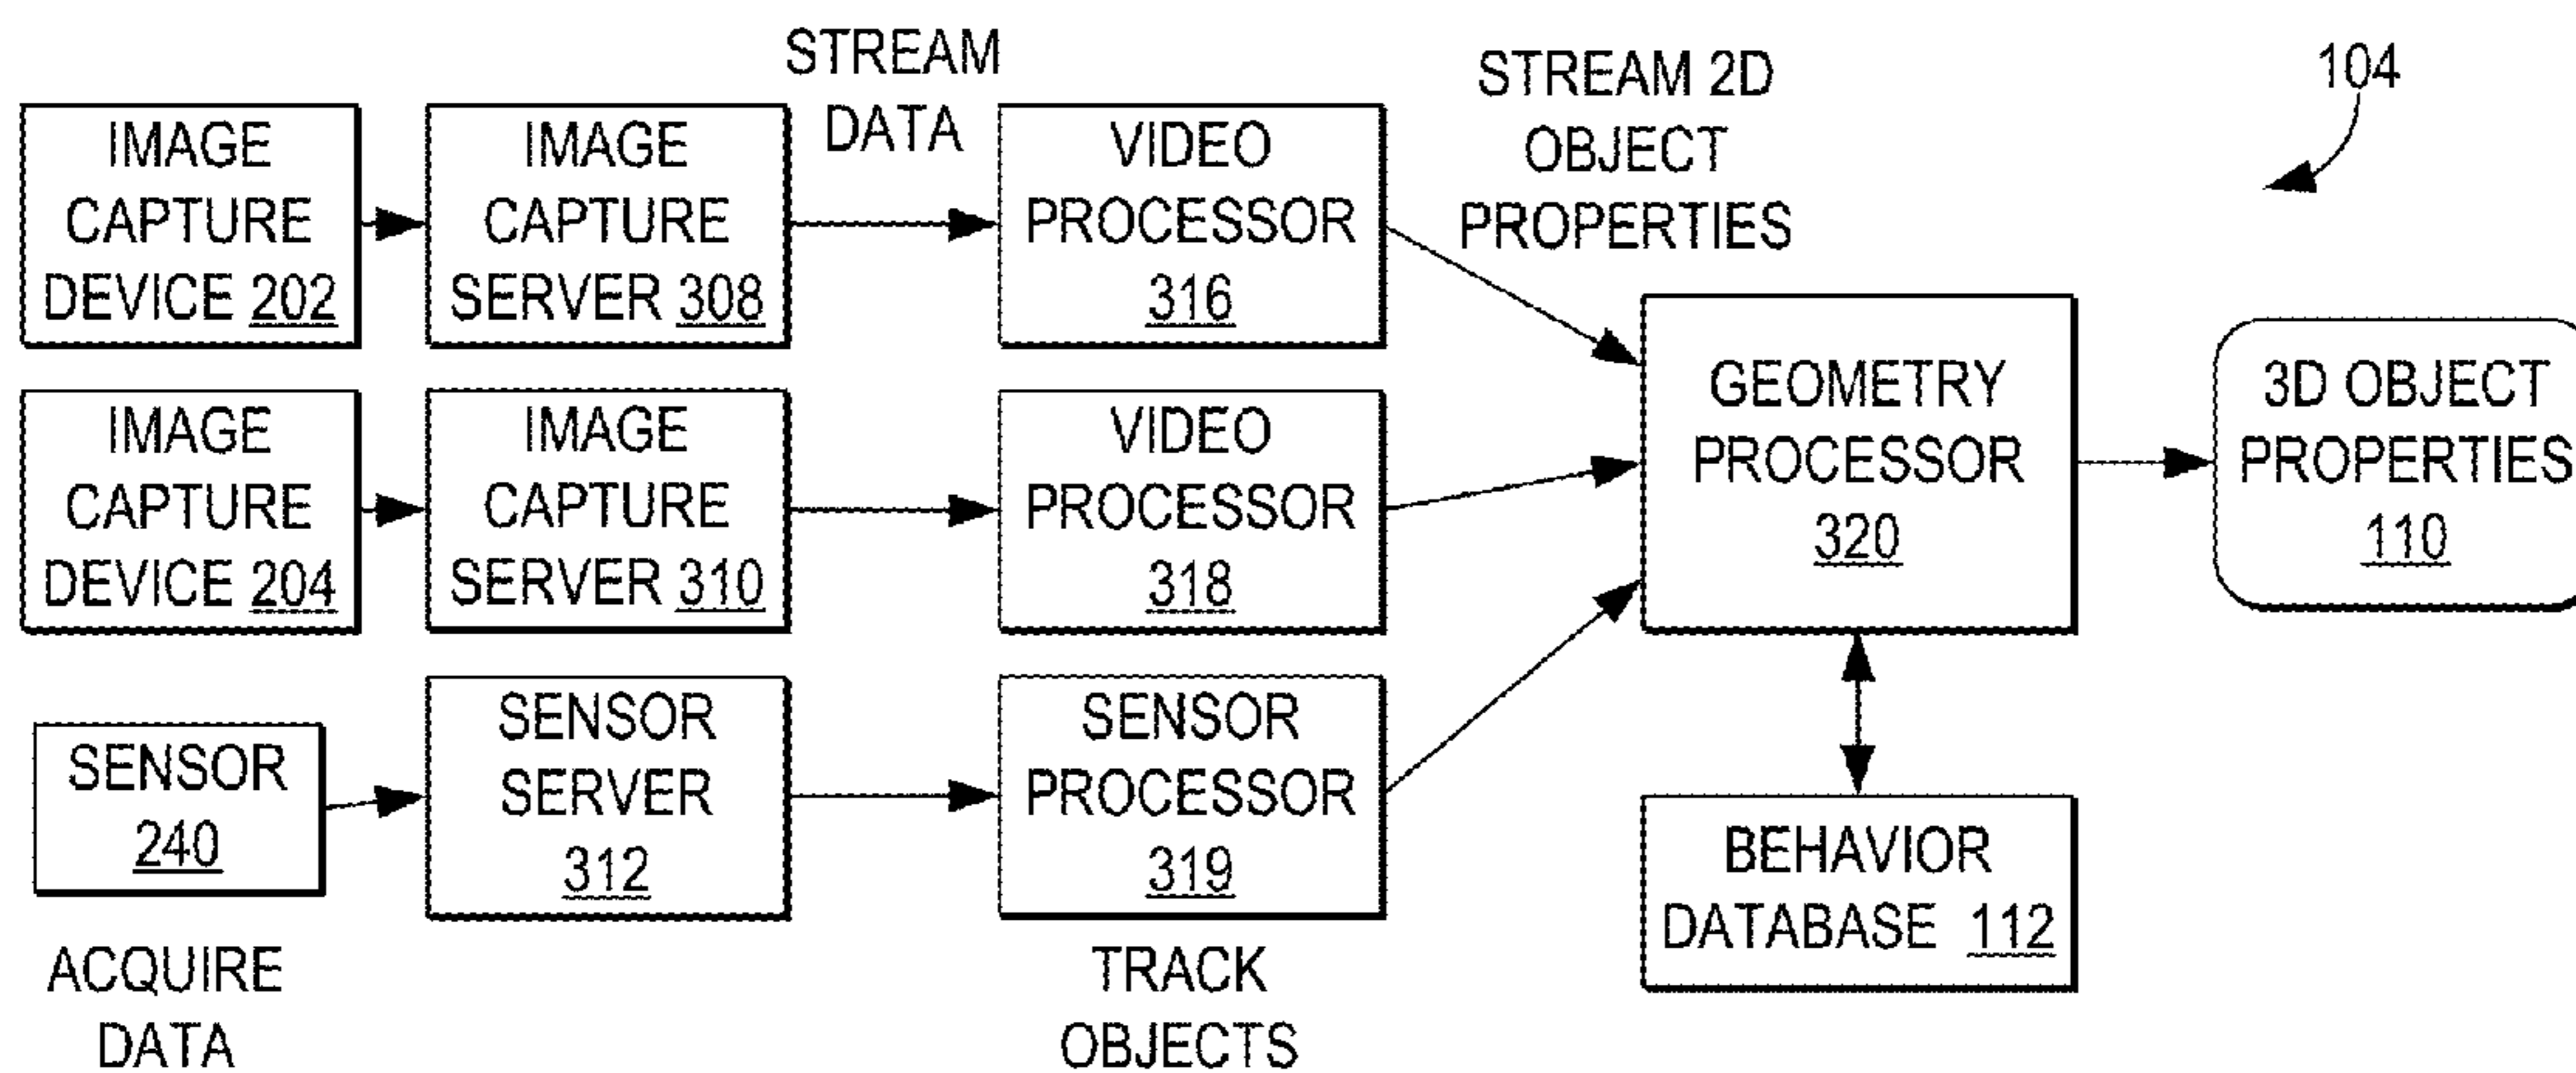 STREAM
DATA
STREAM 2D
OBJECT
PROPERTIES
104
IMAGE
CAPTURE
DEVICE 202
IMAGE
CAPTURE
SERVER 308
VIDEO
PROCESSOR
316
IMAGE
CAPTURE
DEVICE 204
IMAGE
CAPTURE
SERVER 310
VIDEO
PROCESSOR
318
GEOMETRY
PROCESSOR
320
3D OBJECT
PROPERTIES
110
SENSOR
240
SENSOR
SERVER
312
SENSOR
PROCESSOR
319
BEHAVIOR
DATABASE 112
ACQUIRE
DATA
TRACK
OBJECTS